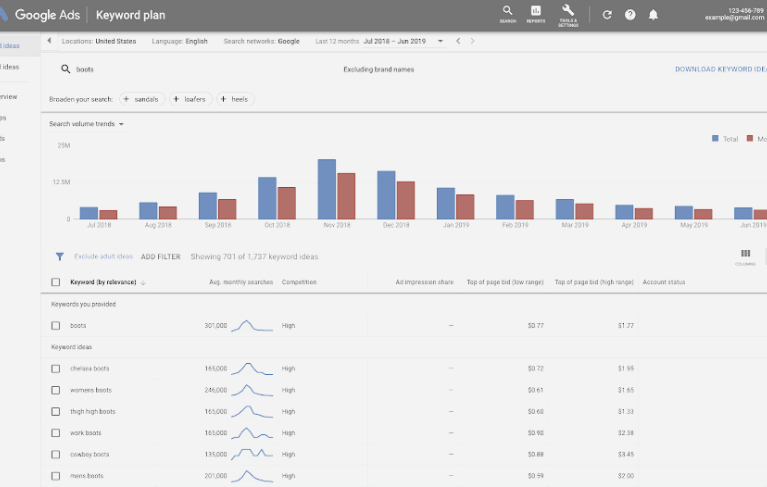 Google Ads | Keyword plan
SEARCH
REPORTS
TOOLS & SETTINGS
123-456-789
example@gmail.com
d ideas
d ideas
erview
ps
ds
ns
Locations: United States
Language: English
Search networks: Google
Last 12 months Jul 2018 – Jun 2019
boots
Excluding brand names
DOWNLOAD KEYWORD IDEA
Broaden your search:
+ sandals
+ loafers
+ heels
Search volume trends
Total
Mo
25M
12.5M
0
Jul 2018
Aug 2018
Sep 2018
Oct 2018
Nov 2018
Dec 2018
Jan 2019
Feb 2019
Mar 2019
Apr 2019
May 2019
Jun 2019
Exclude adult ideas
ADD FILTER
Showing 701 of 1,737 keyword ideas
COLUMNS
Keyword (by relevance) Avg. monthly searches Competition Ad impression share Top of page bid (low range) Top of page bid (high range) Account status
Keywords you provided
boots 301,000 High – $0.77 $1.77
Keyword ideas
chelsea boots 165,000 High – $0.72
womens boots 246,000 High – $0.61 $1.65
thigh high boots 165,000 High – $0.60 $1.33
work boots 165,000 High – $0.90
cowboy boots High – $0.88 $3.45
mens boots 201,000 High – $2.00